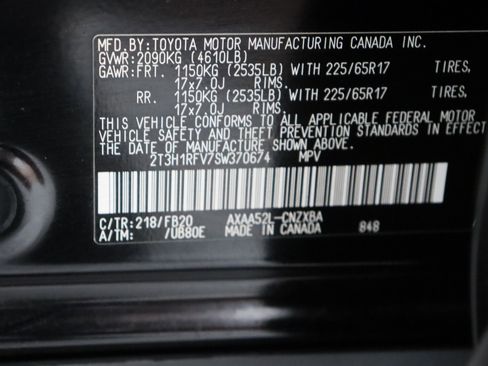 MFD.BY:TOYOTA MOTOR MANUFACTURING CANADA INC.
GVWR:2090KG (4610LB)
GAWR:FRT. 1150KG (2535LB) WITH 225/65R17 TIRES,
17x7.0J RIMS.
RR. 1150KG (2535LB) WITH 225/65R17 TIRES,
17x7.0J RIMS.
THIS VEHICLE CONFORMS TO ALL APPLICABLE FEDERAL MOTOR
VEHICLE SAFETY AND THEFT PREVENTION STANDARDS IN EFFECT
THE DATE OF MANUFACTURE SHOWN ABOVE.
2T3H1RFV7SW370674 MPV
C/TR:218/FB20 AXAA52L-CNZXBA
A/TM: /UB80E MADE IN CANADA 848